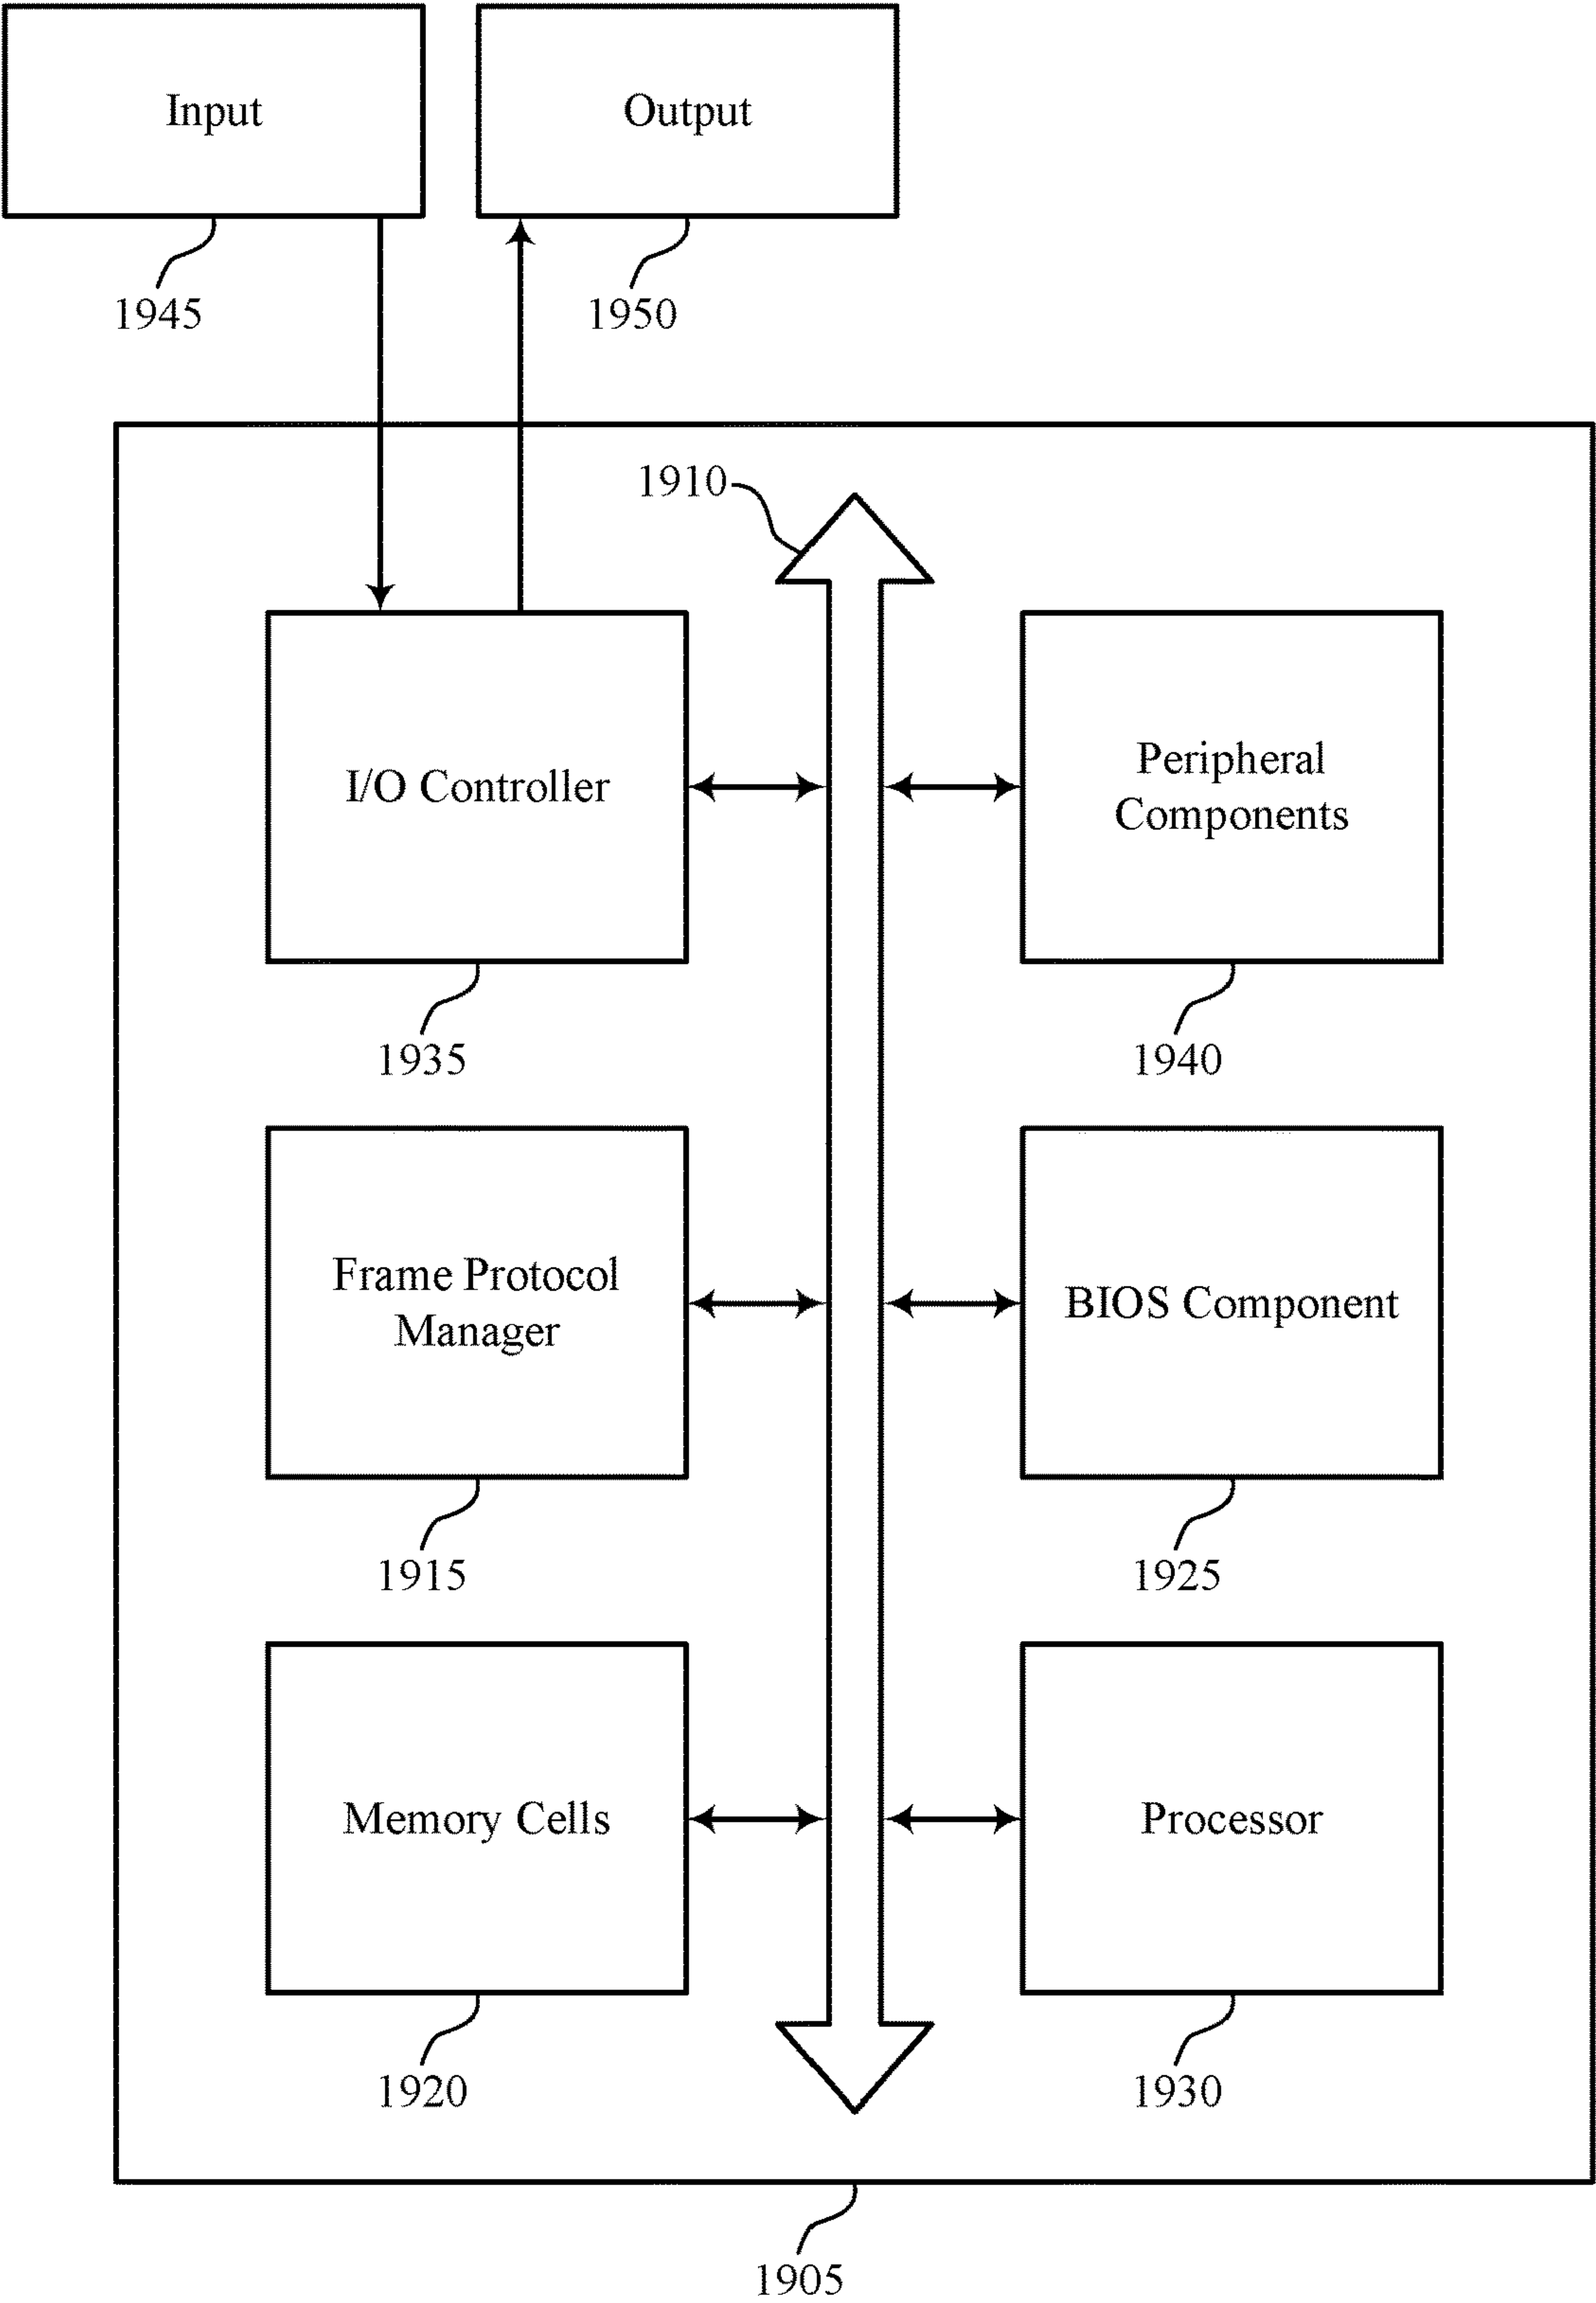 Input
Output
1945
1950
1910
I/O Controller
Peripheral
Components
1935
1940
Frame Protocol
Manager
BIOS Component
1915
1925
Memory Cells
Processor
1920
1930
1905